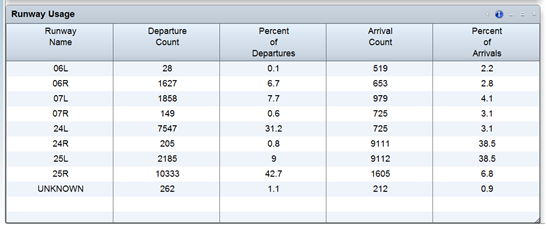 Runway Usage
Runway Name Departure Count Percent of Departures Arrival Count Percent of Arrivals
06L 28 0.1 519 2.2
06R 1627 6.7 653 2.8
07L 1858 7.7 979 4.1
07R 149 0.6 725 3.1
24L 7547 31.2 725 3.1
24R 205 0.8 9111 38.5
25L 2185 9 9112 38.5
25R 10333 42.7 1605 6.8
UNKNOWN 262 1.1 212 0.9